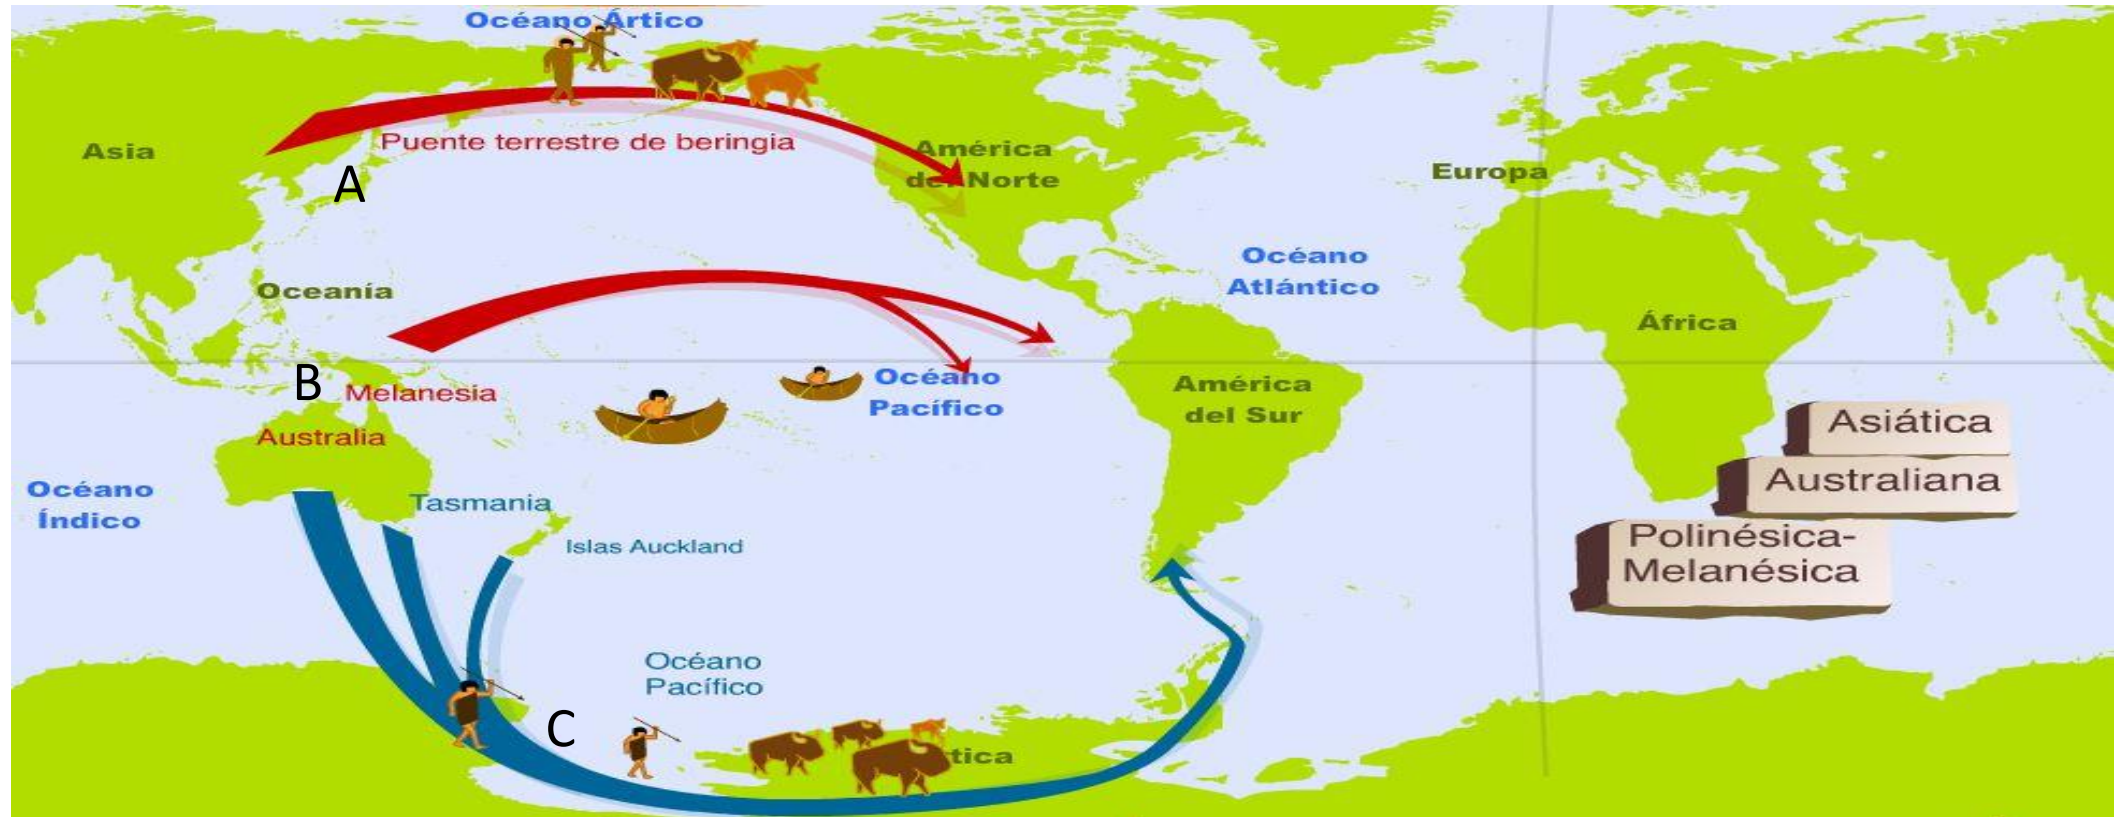 Océano Ártico
Asia
Puente terrestre de beringia
América
del Norte
A
Europa
Océano
Atlántico
Oceanía
África
B
Melanesia
Océano
Pacífico
América
del Sur
Australia
Asiática
Australiana
Polinésica-
Melanésica
Océano
Índico
Tasmania
Islas Auckland
Océano
Pacífico
C
tica